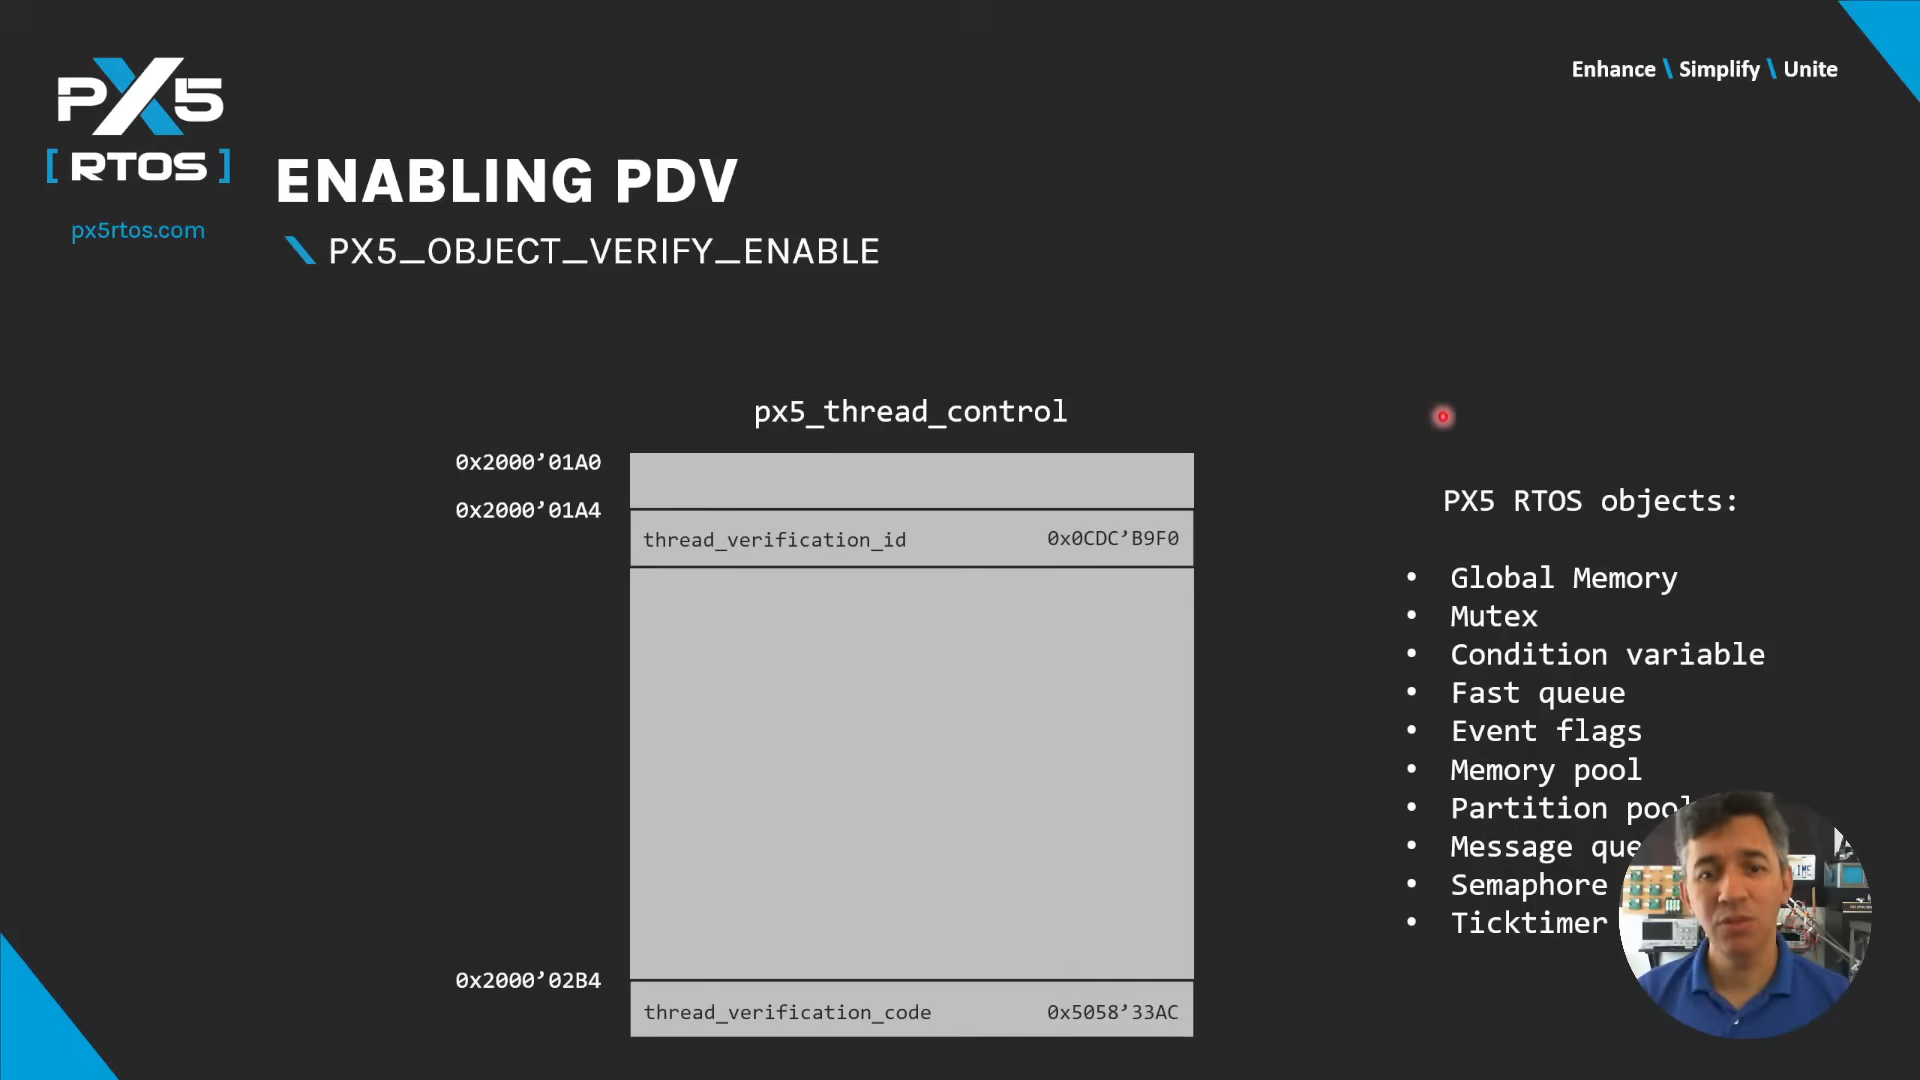 PX5
[ RTOS ]
px5rtos.com
Enhance \ Simplify \ Unite
ENABLING PDV
PX5_OBJECT_VERIFY_ENABLE
px5_thread_control
0x2000’01A0
0x2000’01A4
thread_verification_id 0x0CDC’B9F0
0x2000’02B4
thread_verification_code 0x5058’33AC
PX5 RTOS objects:
• Global Memory
• Mutex
• Condition variable
• Fast queue
• Event flags
• Memory pool
• Partition pool
• Message
• Semaphore
• Ticktimer